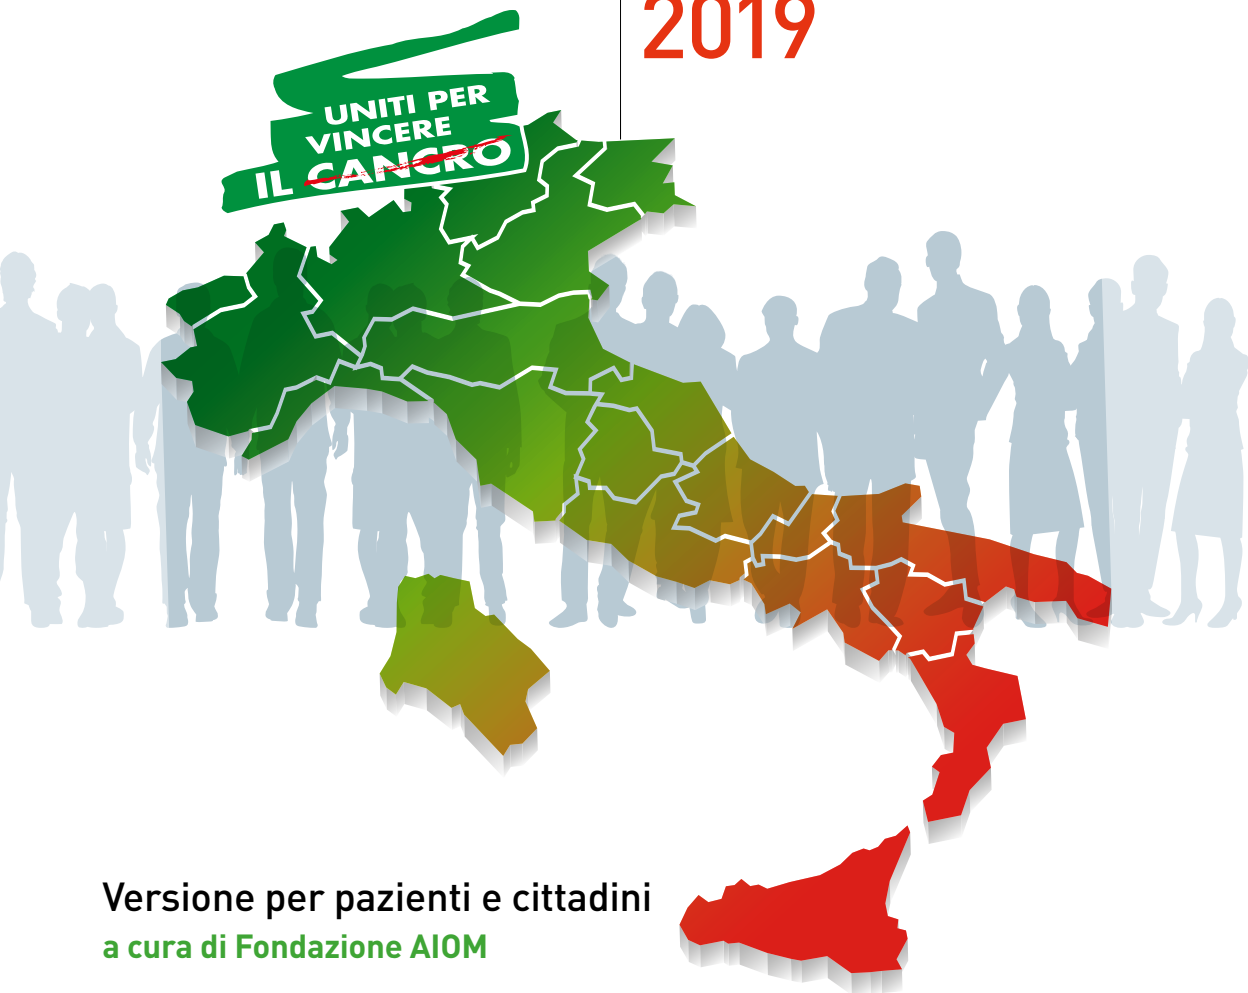 2019
UNITI PER
VINCERE
IL CANCRO
Versione per pazienti e cittadini
a cura di Fondazione AIOM